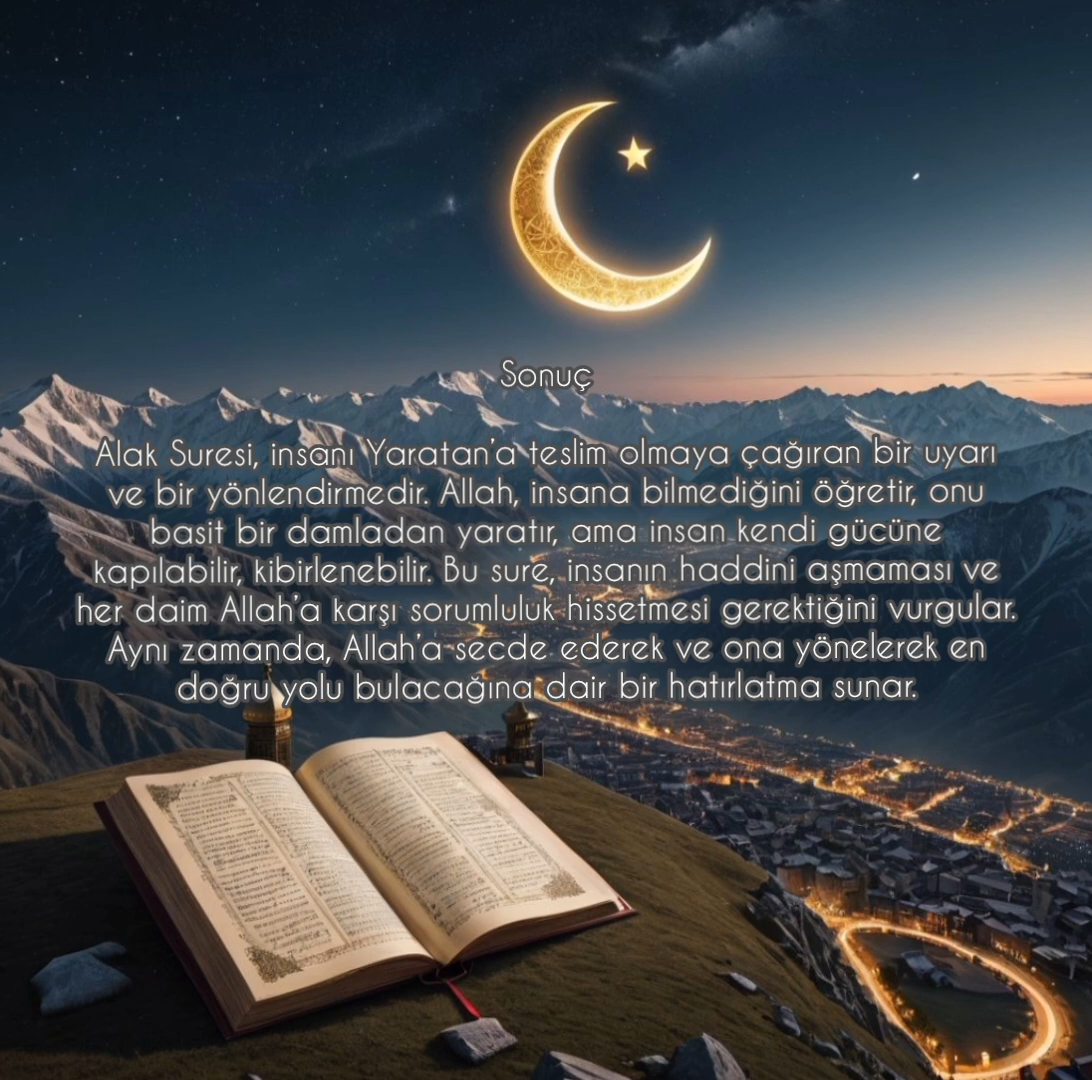 Sonuç
Alak Suresi, insanı Yaratan'a teslim olmaya çağıran bir uyarı
ve bir yönlendirmedir. Allah, insana bilmediğini öğretir, onu
basit bir damladan yaratır, ama insan kendi gücüne
kapılabilir, kibirlenebilir. Bu sure, insanın haddini aşmaması ve
her daim Allah'a karşı sorumluluk hissetmesi gerektiğini vurgular.
Aynı zamanda, Allah'a secde ederek ve ona yönelerek en
doğru yolu bulacağına dair bir hatırlatma sunar.